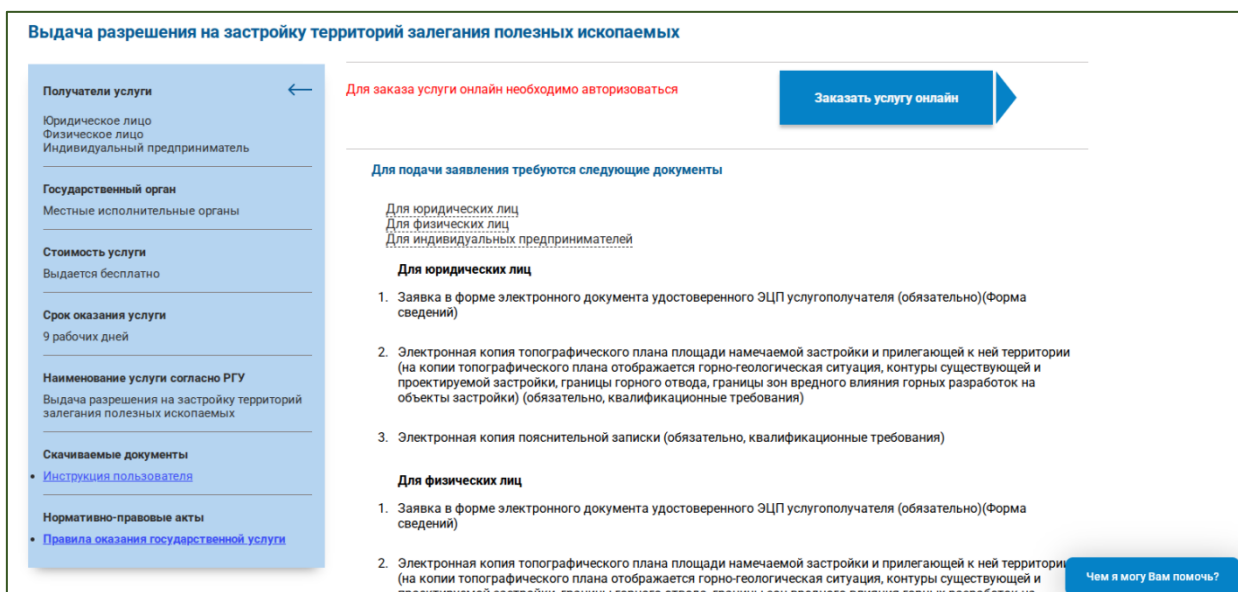 Выдача разрешения на застройку территорий залегания полезных ископаемых
Получатели услуги
Юридическое лицо
Физическое лицо
Индивидуальный предприниматель
Государственный орган
Местные исполнительные органы
Стоимость услуги
Выдается бесплатно
Срок оказания услуги
9 рабочих дней
Наименование услуги согласно РГУ
Выдача разрешения на застройку территорий
залегания полезных ископаемых
Скачиваемые документы
• Инструкция пользователя
Нормативно-правовые акты
• Правила оказания государственной услуги
Для заказа услуги онлайн необходимо авторизоваться
Заказать услугу онлайн
Для подачи заявления требуются следующие документы
Для юридических лиц
Для физических лиц
Для индивидуальных предпринимателей
Для юридических лиц
1. Заявка в форме электронного документа удостоверенного ЭЦП услугополучателя (обязательно)(Форма
сведений)
2. Электронная копия топографического плана площади намечаемой застройки и прилегающей к ней территории
(на копии топографического плана отображается горно-геологическая ситуация, контуры существующей и
проектируемой застройки, границы горного отвода, границы зон вредного влияния горных разработок на
объекты застройки) (обязательно, квалификационные требования)
3. Электронная копия пояснительной записки (обязательно, квалификационные требования)
Для физических лиц
1. Заявка в форме электронного документа удостоверенного ЭЦП услугополучателя (обязательно)(Форма
сведений)
2. Электронная копия топографического плана площади намечаемой застройки и прилегающей к ней территории
(на копии топографического плана отображается горно-геологическая ситуация, контуры существующей и
Чем я могу Вам помочь?